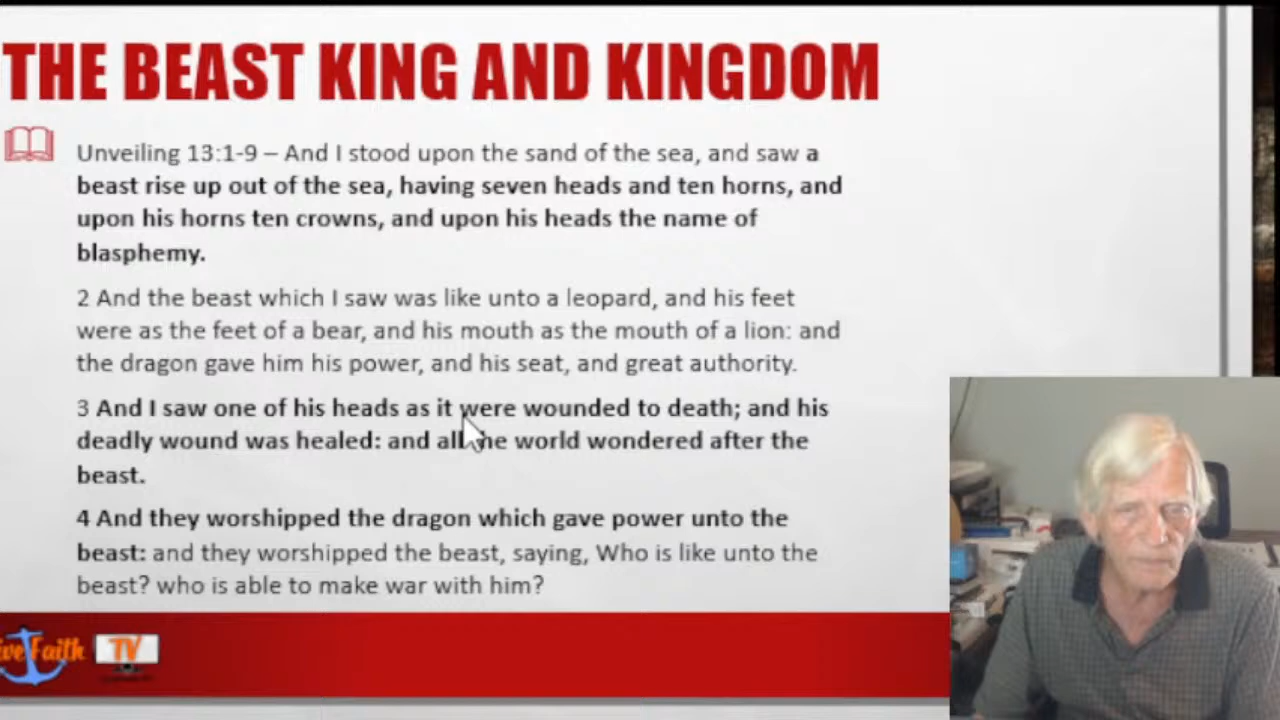 THE BEAST KING AND KINGDOM
Unveiling 13:1-9 – And I stood upon the sand of the sea, and saw a
beast rise up out of the sea, having seven heads and ten horns, and
upon his horns ten crowns, and upon his heads the name of
blasphemy.
2 And the beast which I saw was like unto a leopard, and his feet
were as the feet of a bear, and his mouth as the mouth of a lion: and
the dragon gave him his power, and his seat, and great authority.
3 And I saw one of his heads as it were wounded to death; and his
deadly wound was healed: and all the world wondered after the
beast.
4 And they worshipped the dragon which gave power unto the
beast: and they worshipped the beast, saying, Who is like unto the
beast? who is able to make war with him?
ive Faith
TV